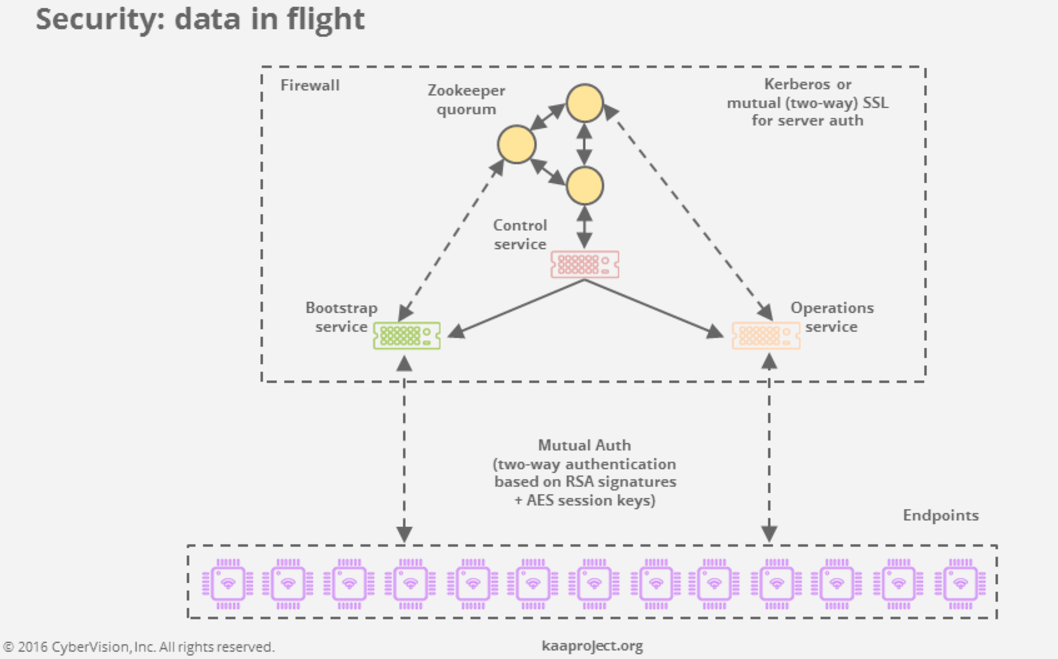 Security: data in flight
Firewall
Zookeeper
quorum
Kerberos or
mutual (two-way) SSL
for server auth
Control
service
Bootstrap
service
Operations
service
Mutual Auth
(two-way authentication
based on RSA signatures
+ AES session keys)
Endpoints
© 2016 CyberVision, Inc. All rights reserved.
kaaproject.org